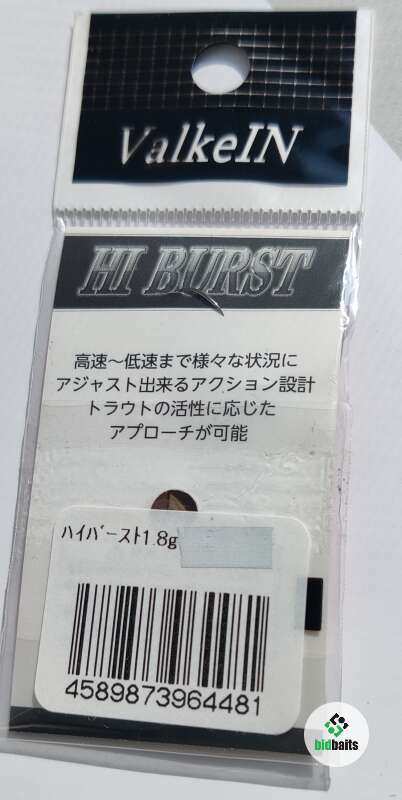 ValkeIN
HI BURST
高速～低速まで様々な状況に
アジャスト出来るアクション設計
トラウトの活性に応じた
アプローチが可能
ﾊｲﾊﾞｰｽﾄ1.8g
4589873964481
bidbaits